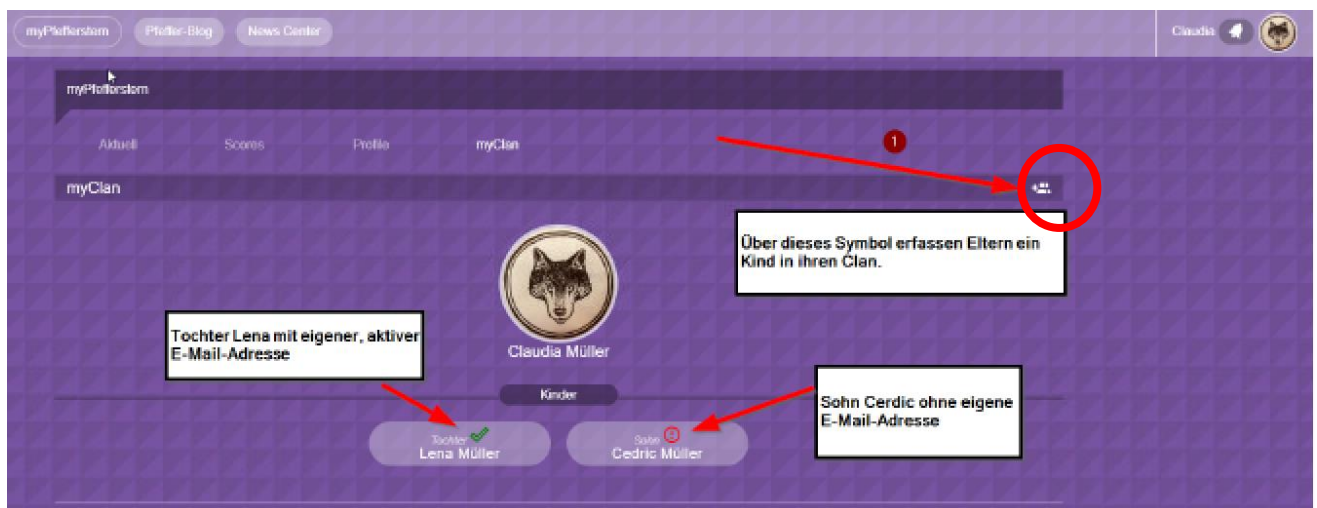 myPfefferstern Pfeffer-Blog News Center Claudia
myPfefferstern
Aktuell Scores Profile myClan
1
myClan
Über dieses Symbol erfassen Eltern ein
Kind in ihren Clan.
Tochter Lena mit eigener, aktiver
E-Mail-Adresse
Claudia Müller
Kinder
Sohn Cerdic ohne eigene
E-Mail-Adresse
Tochter
Lena Müller
Sohn
Cedric Müller